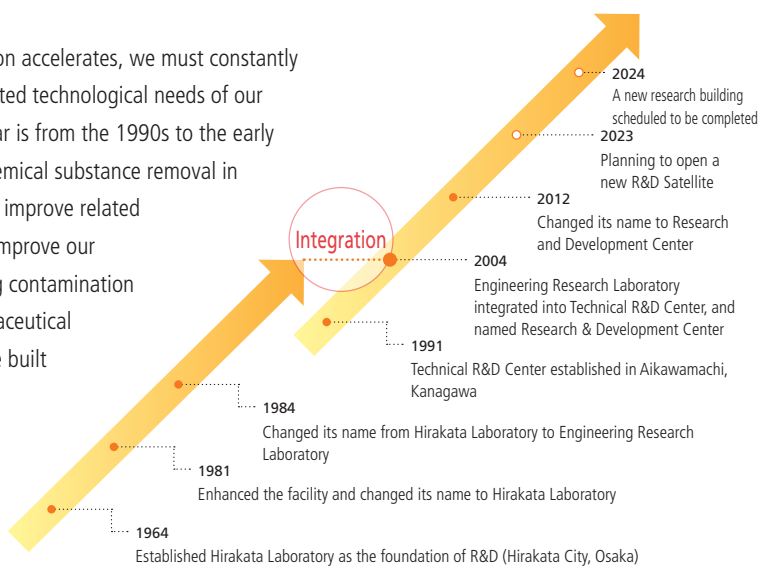 on accelerates, we must constantly
ted technological needs of our
ar is from the 1990s to the early
emical substance removal in
improve related
mprove our
g contamination
aceutical
e built
2024
A new research building
scheduled to be completed
2023
Planning to open a
new R&D Satellite
2012
Changed its name to Research
and Development Center
Integration
2004
Engineering Research Laboratory
integrated into Technical R&D Center, and
named Research & Development Center
1991
Technical R&D Center established in Aikawamachi,
Kanagawa
1984
Changed its name from Hirakata Laboratory to Engineering Research
Laboratory
1981
Enhanced the facility and changed its name to Hirakata Laboratory
1964
Established Hirakata Laboratory as the foundation of R&D (Hirakata City, Osaka)